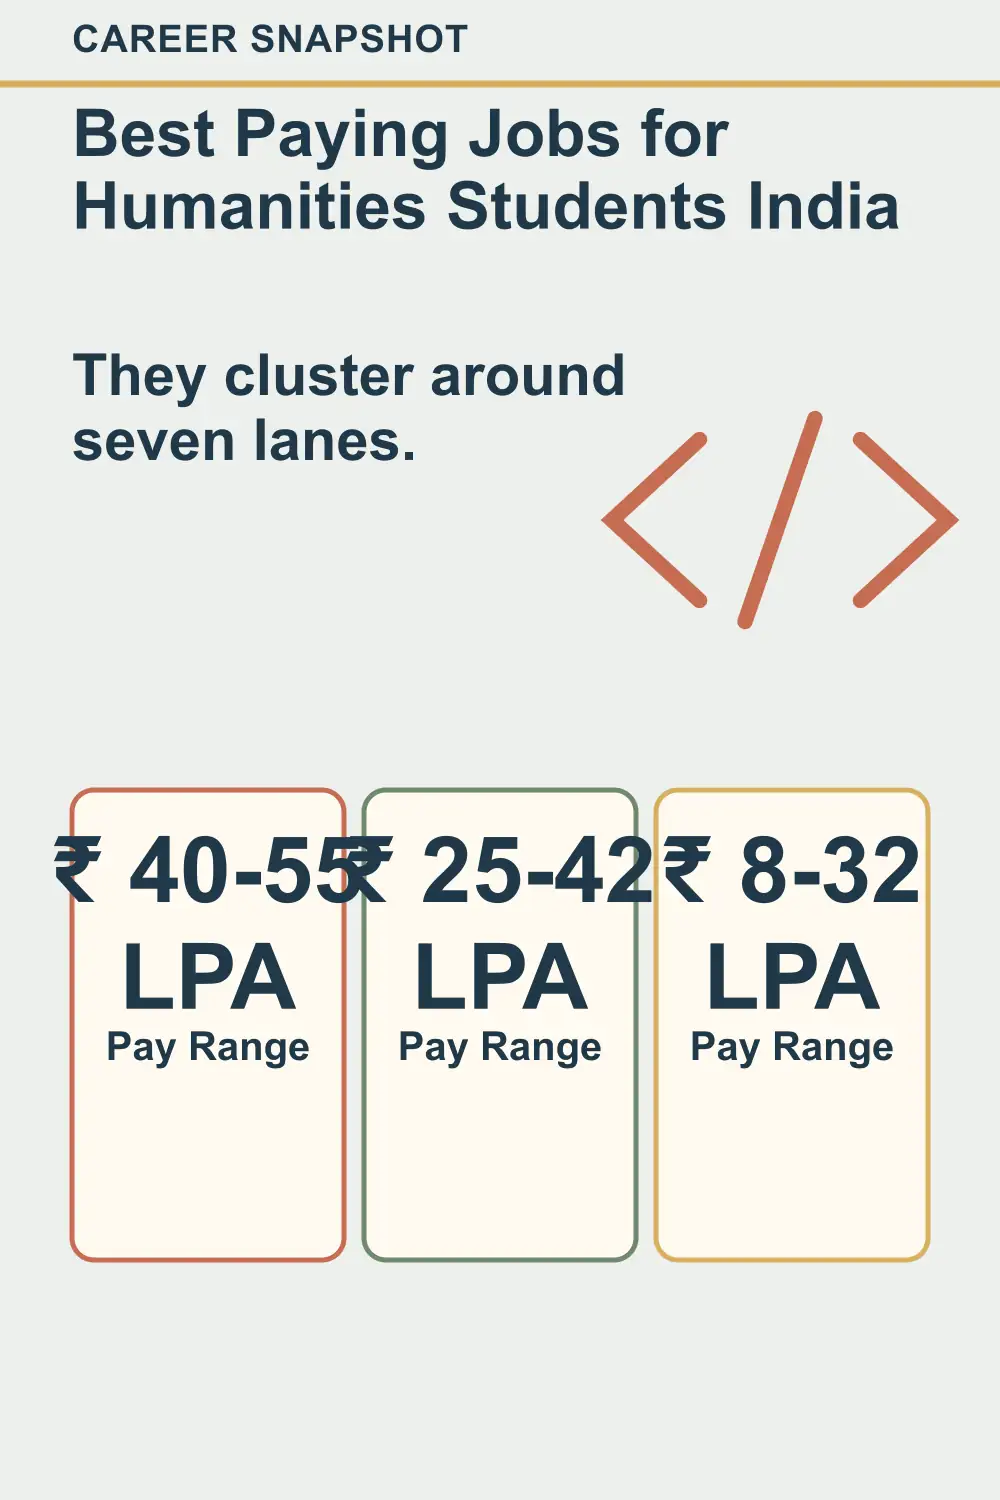 CAREER SNAPSHOT
Best Paying Jobs for
Humanities Students India
They cluster around
seven lanes.
₹ 40-55
LPA
Pay Range
₹ 25-42
LPA
Pay Range
₹ 8-32
LPA
Pay Range